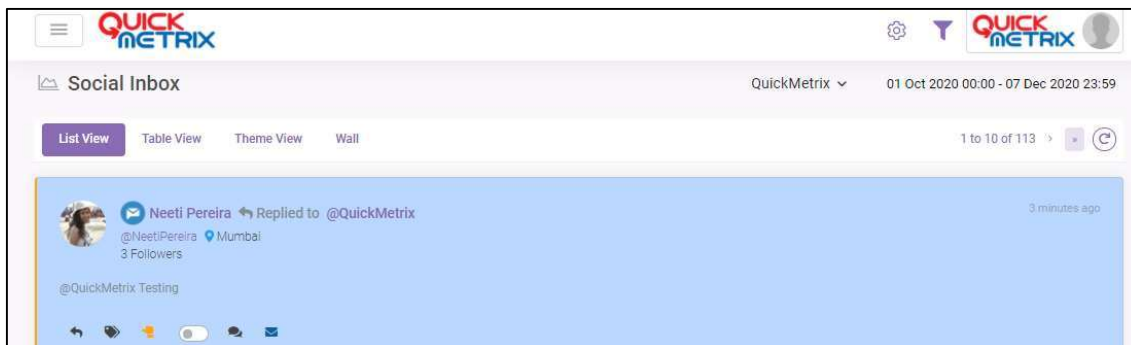 QUICK
METRIX
QUICK
METRIX
Social Inbox
QuickMetrix
01 Oct 2020 00:00 - 07 Dec 2020 23:59
List View
Table View
Theme View
Wall
1 to 10 of 113 > »
Neeti Pereira Replied to @QuickMetrix
3 minutes ago
@NeetiPereira Mumbai
3 Followers
@QuickMetrix Testing